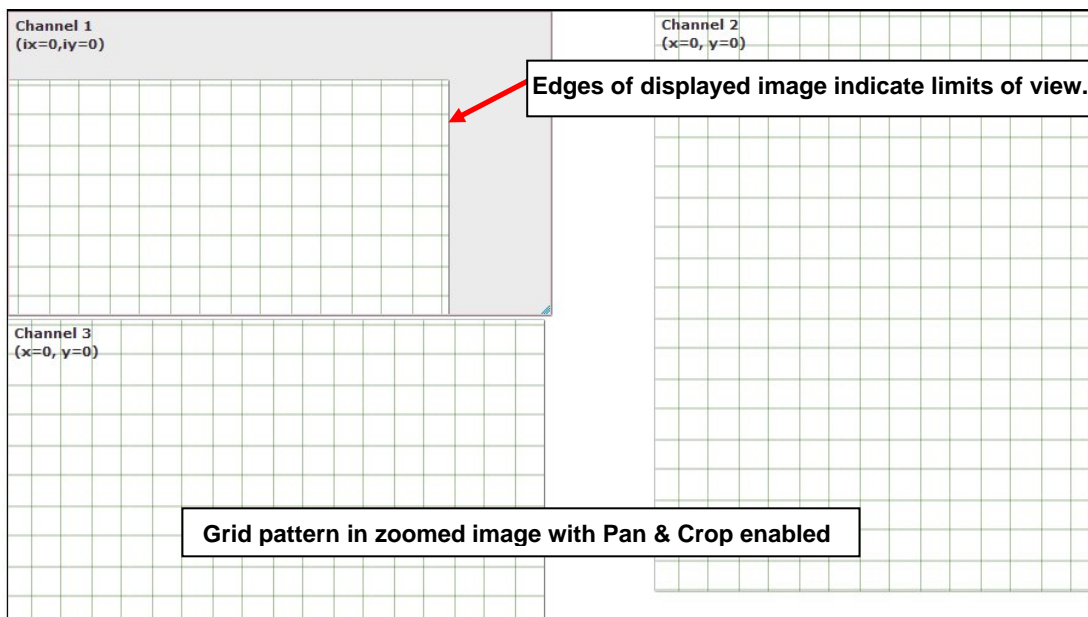 Channel 1
(ix=0,iy=0)
Channel 2
(x=0, y=0)
Edges of displayed image indicate limits of view.
Channel 3
(x=0, y=0)
Grid pattern in zoomed image with Pan & Crop enabled